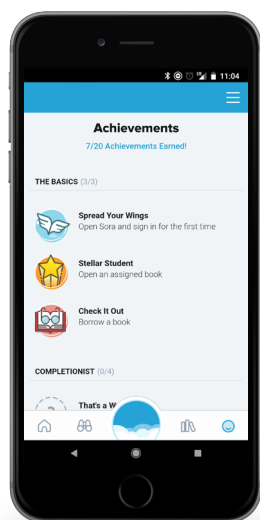 11:04
Achievements
7/20 Achievements Earned!
THE BASICS (3/3)
Spread Your Wings
Open Sora and sign in for the first time
Stellar Student
Open an assigned book
Check It Out
Borrow a book
COMPLETIONIST (0/4)
That's a